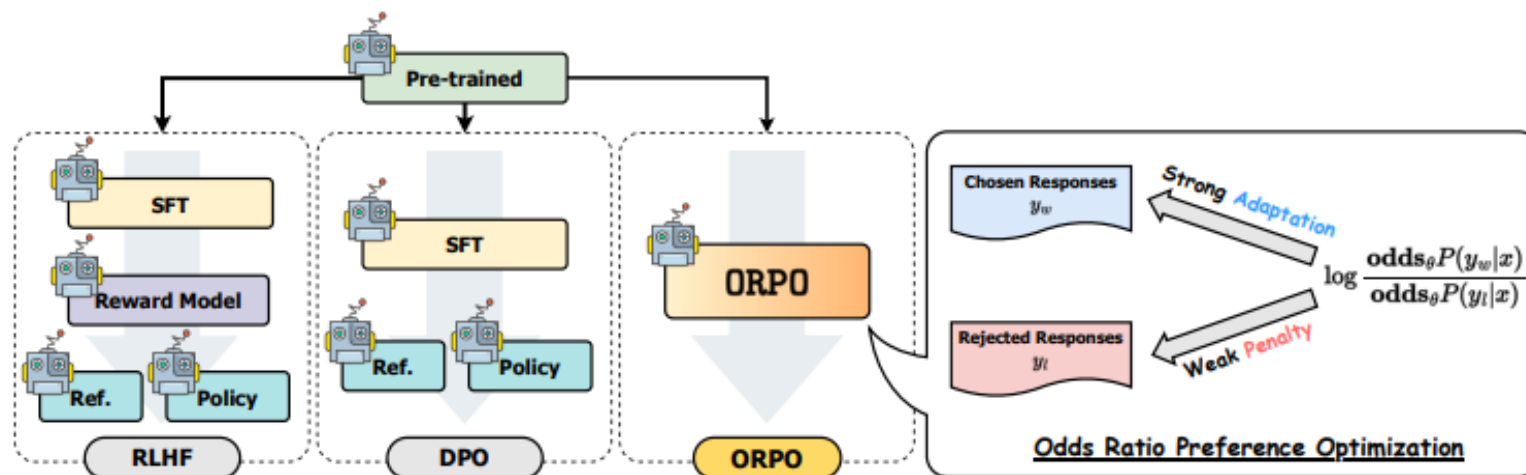 Pre-trained
SFT
Reward Model
Ref.
Policy
RLHF
SFT
Ref.
Policy
DPO
ORPO
ORPO
Chosen Responses
y_w
Strong Adaptation
log odds_θP(y_w|x) / odds_θP(y_l|x)
Rejected Responses
y_l
Weak Penalty
Odds Ratio Preference Optimization